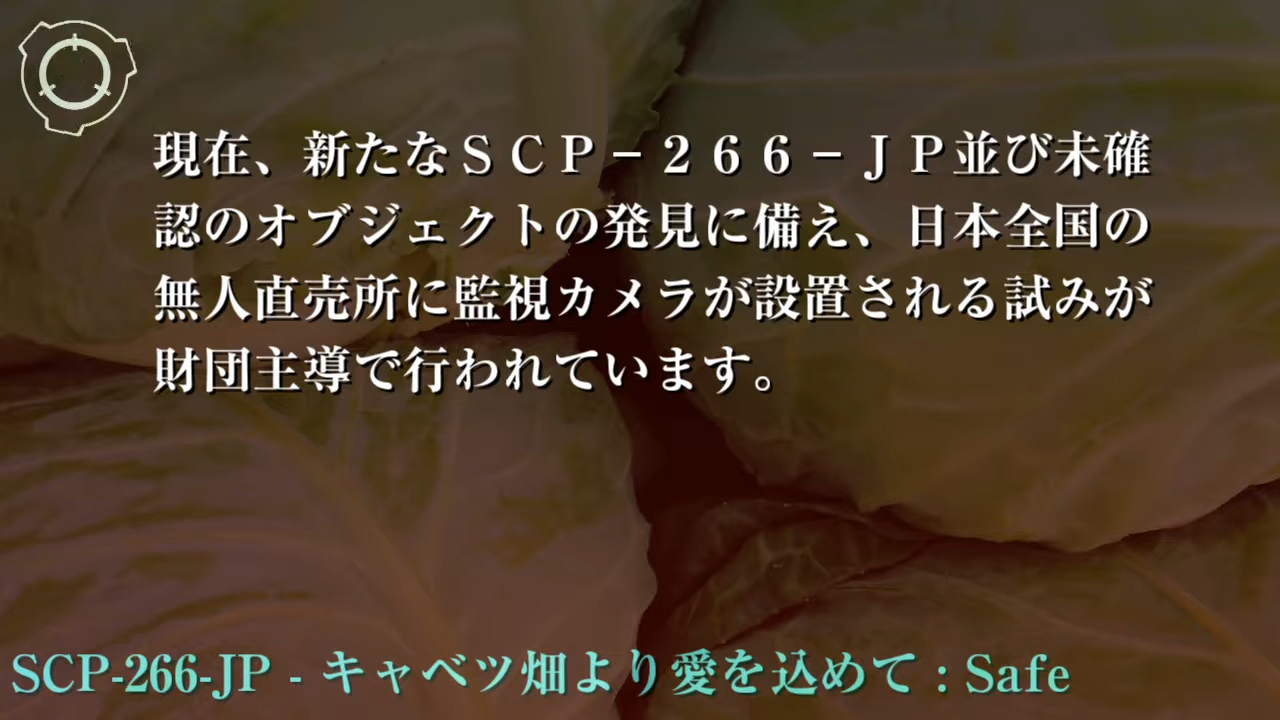 現在、新たなＳＣＰ－２６６－ＪＰ並び未確
認のオブジェクトの発見に備え、日本全国の
無人直売所に監視カメラが設置される試みが
財団主導で行われています。
SCP-266-JP - キャベツ畑より愛を込めて : Safe